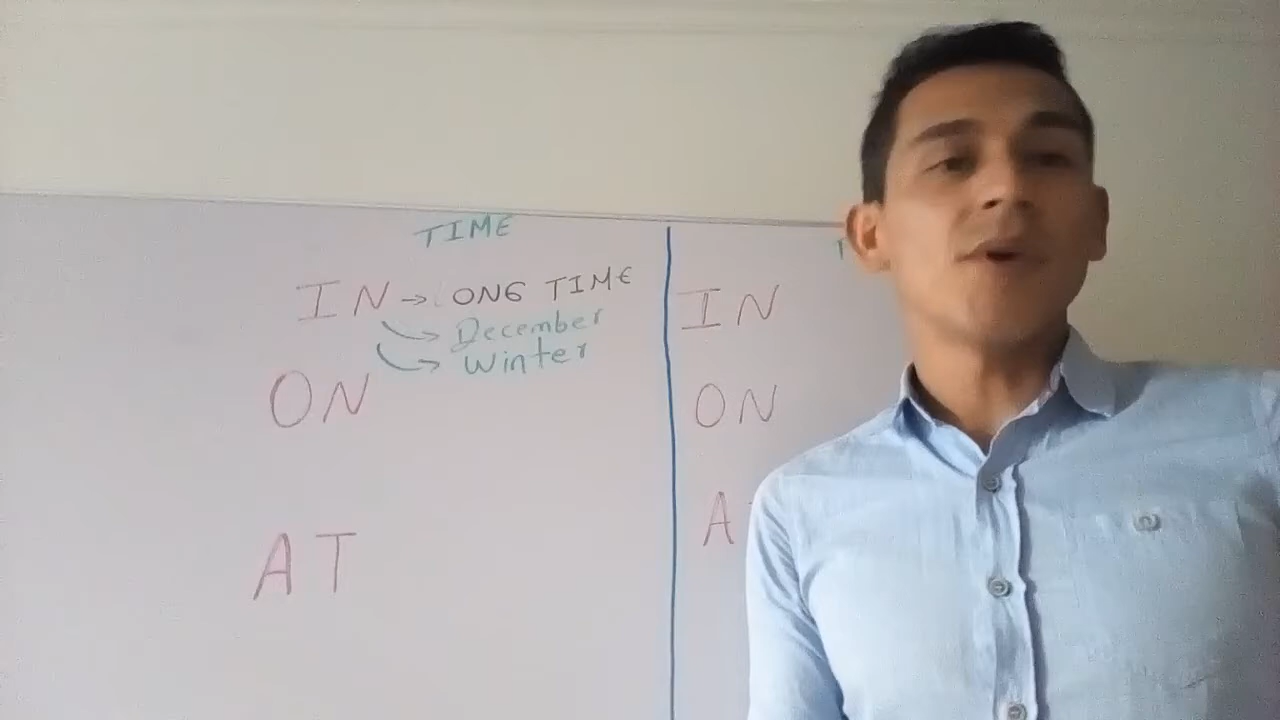 TIME
IN → LONG TIME
→ December
→ Winter
ON
AT
IN
ON
A